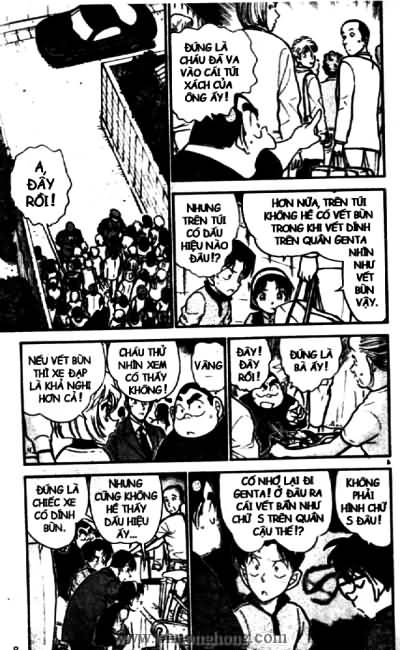 A,
ĐÂY
RỒI!
ĐÚNG LÀ
CHÁU ĐÃ VA
VÀO CÁI TÚI
XÁCH CỦA
ÔNG ẤY!
NHƯNG
TRÊN TÚI
CÓ DẤU
HIỆU NÀO
ĐÂU!?
HƠN NỮA, TRÊN TÚI
KHÔNG HỀ CÓ VẾT BÙN
TRONG KHI VẾT DÍNH
TRÊN QUẦN GENTA
NHÌN
NHƯ
VẾT
BÙN
VẬY.
NẾU VẾT BÙN
THÌ XE ĐẠP
LÀ KHẢ NGHI
HƠN CẢ!
CHÁU THỬ
NHÌN XEM
CÓ THẤY
KHÔNG!
VÂNG
ĐÂY!
ĐÂY
RỒI!
ĐÚNG LÀ
BÀ ẤY!
ĐÚNG LÀ
CHIẾC XE
CÓ DÍNH
BÙN.
NHƯNG
CŨNG KHÔNG
HỀ THẤY
DẤU HIỆU
ẤY...
CỐ NHỚ LẠI ĐI
GENTA! Ở ĐÂU RA
CÁI VẾT BẨN NHƯ
CHỮ S TRÊN QUẦN
CẬU THẾ!?
KHÔNG
PHẢI
HÌNH CHỮ
S ĐÂU!